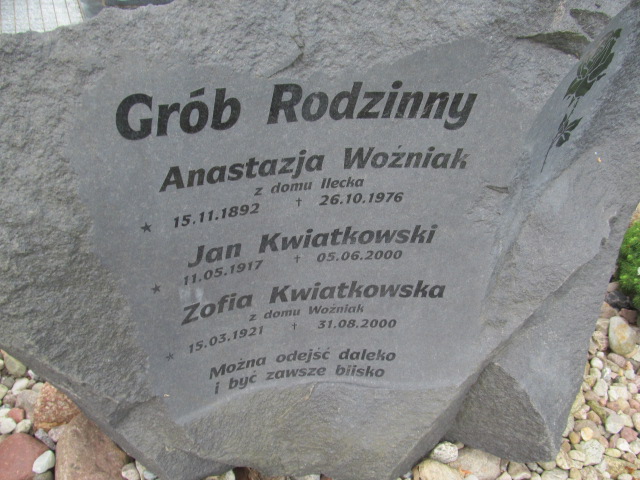 Grób Rodzinny
Anastazja Woźniak
z domu Ilecka
★ 15.11.1892 † 26.10.1976
Jan Kwiatkowski
★ 11.05.1917 † 05.06.2000
Zofia Kwiatkowska
z domu Woźniak
★ 15.03.1921 † 31.08.2000
Można odejść daleko
i być zawsze blisko